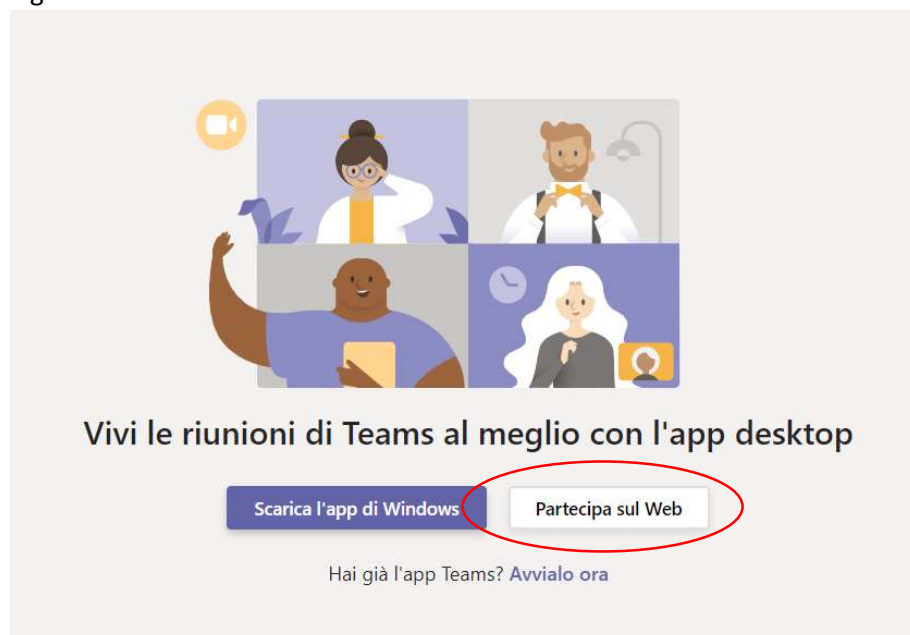 Vivi le riunioni di Teams al meglio con l'app desktop
Scarica l'app di Windows
Partecipa sul Web
Hai già l'app Teams? Avvialo ora